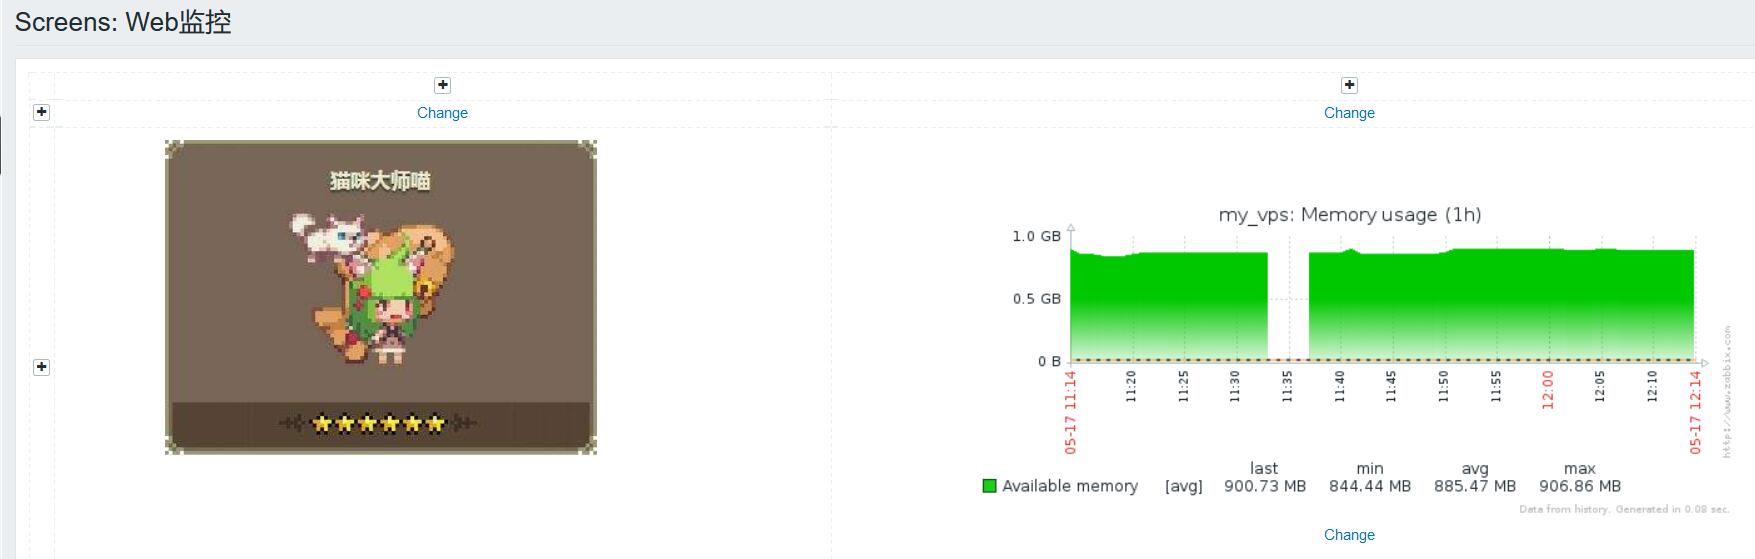 Screens: Web监控
Change
Change
猫咪大师喵
my_vps: Memory usage (1h)
1.0 GB
0.5 GB
0 B
05-17 11:14
11:20
11:25
11:30
11:35
11:40
11:45
11:50
11:55
12:00
12:05
12:10
05-17 12:14
http://www.zabbix.com
last min avg max
Available memory [avg] 900.73 MB 844.44 MB 885.47 MB 906.86 MB
Data from history. Generated in 0.08 sec.
Change